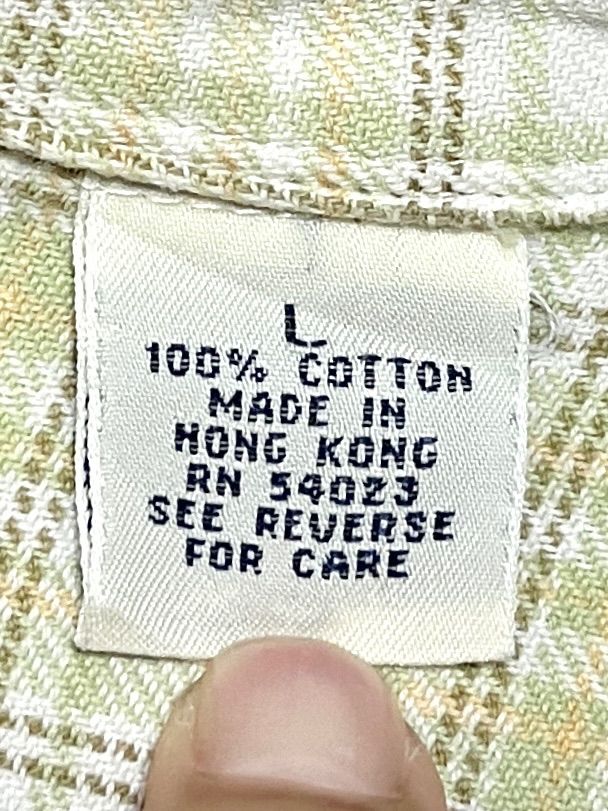 L
100% COTTON
MADE IN
HONG KONG
RN 54023
SEE REVERSE
FOR CARE